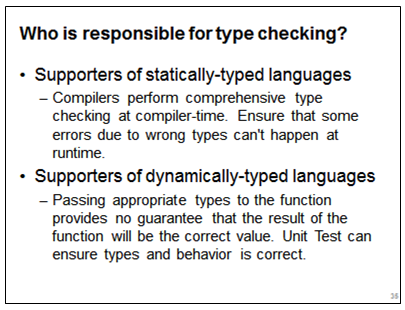 Who is responsible for type checking?
• Supporters of statically-typed languages
– Compilers perform comprehensive type
checking at compiler-time. Ensure that some
errors due to wrong types can't happen at
runtime.
• Supporters of dynamically-typed languages
– Passing appropriate types to the function
provides no guarantee that the result of the
function will be the correct value. Unit Test can
ensure types and behavior is correct.